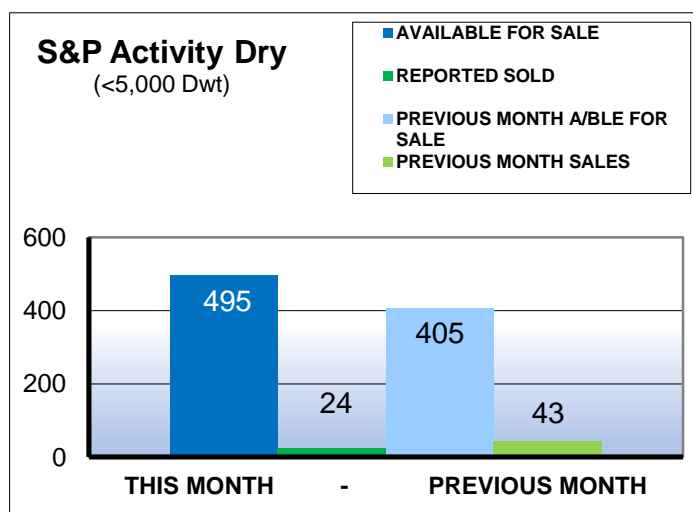 S&P Activity Dry
(<5,000 Dwt)
AVAILABLE FOR SALE
REPORTED SOLD
PREVIOUS MONTH A/BLE FOR
SALE
PREVIOUS MONTH SALES
600
400
200
0
495
24
405
43
THIS MONTH - PREVIOUS MONTH